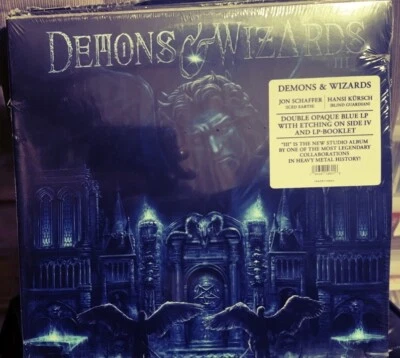 DEMONS & WIZARDS
III
DEMONS & WIZARDS
JON SCHAFFER HANSI KÜRSCH
(ICED EARTH) (BLIND GUARDIAN)
DOUBLE OPAQUE BLUE LP
WITH ETCHING ON SIDE IV
AND LP-BOOKLET
"III" IS THE NEW STUDIO ALBUM
BY ONE OF THE MOST LEGENDARY
COLLABORATIONS
IN HEAVY METAL HISTORY!